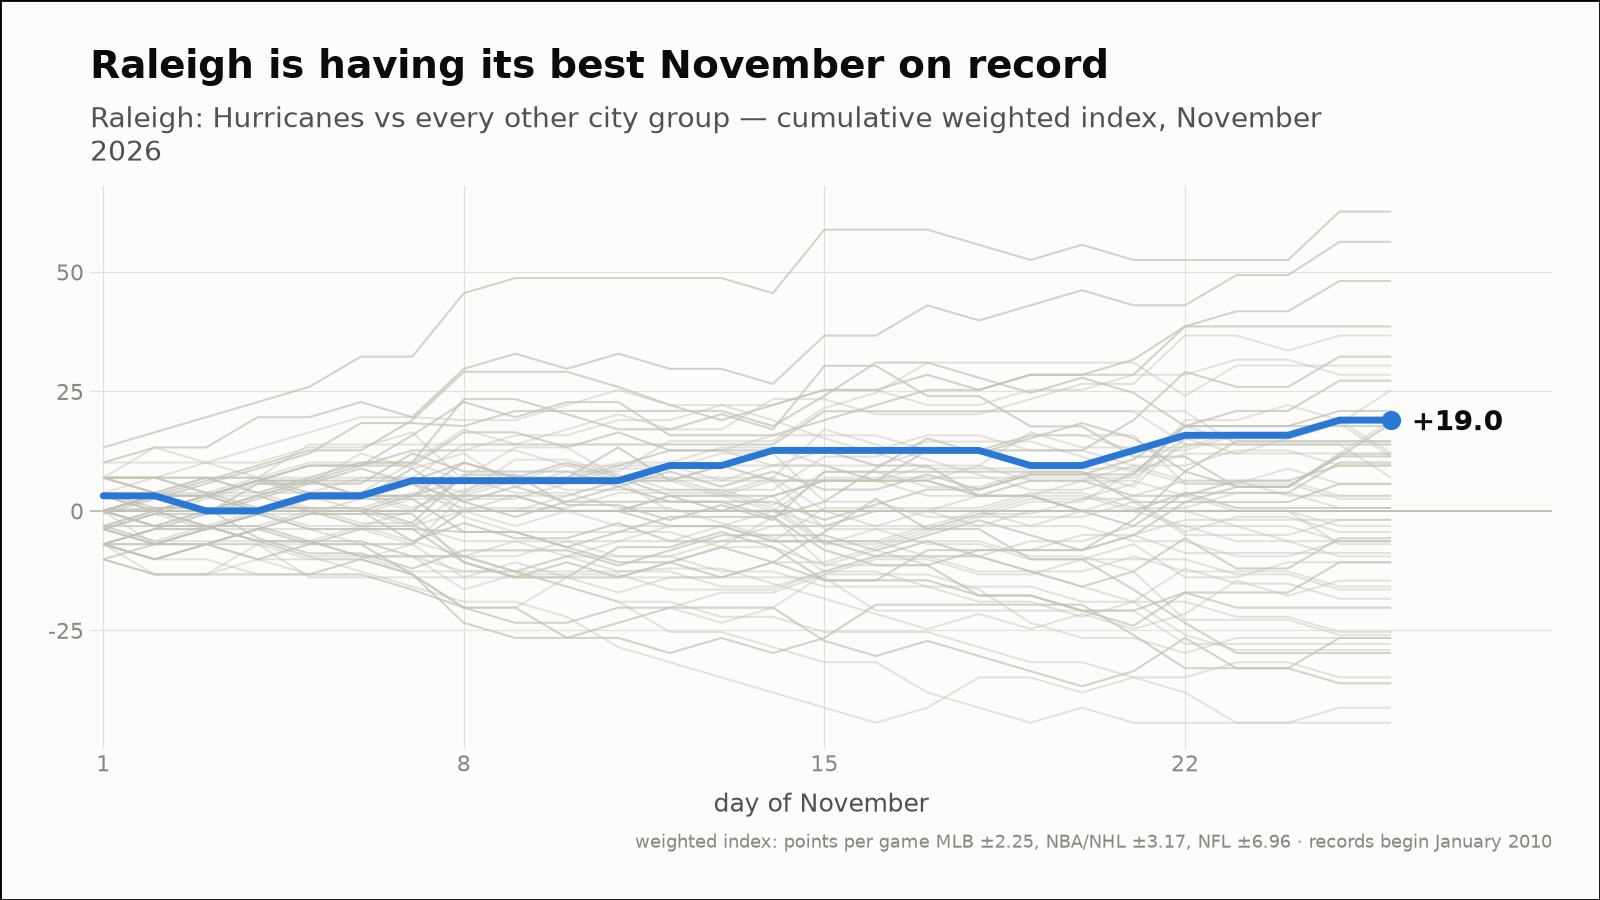 Raleigh is having its best November on record
Raleigh: Hurricanes vs every other city group — cumulative weighted index, November
2026
50
25
0
-25
+19.0
1
8
15
22
day of November
weighted index: points per game MLB ±2.25, NBA/NHL ±3.17, NFL ±6.96 · records begin January 2010